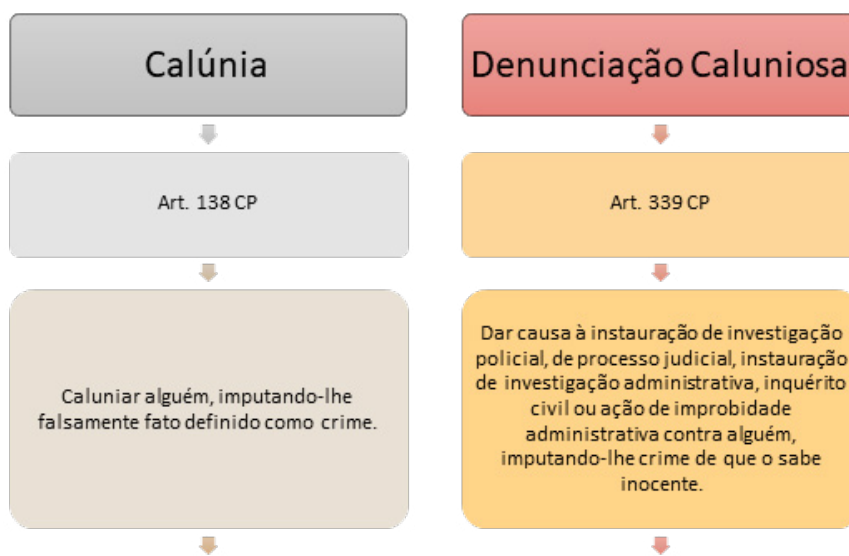 Calúnia
Art. 138 CP
Caluniar alguém, imputando-lhe
falsamente fato definido como crime.
Denunciação Caluniosa
Art. 339 CP
Dar causa à instauração de investigação
policial, de processo judicial, instauração
de investigação administrativa, inquérito
civil ou ação de improbidade
administrativa contra alguém,
imputando-lhe crime de que o sabe
inocente.